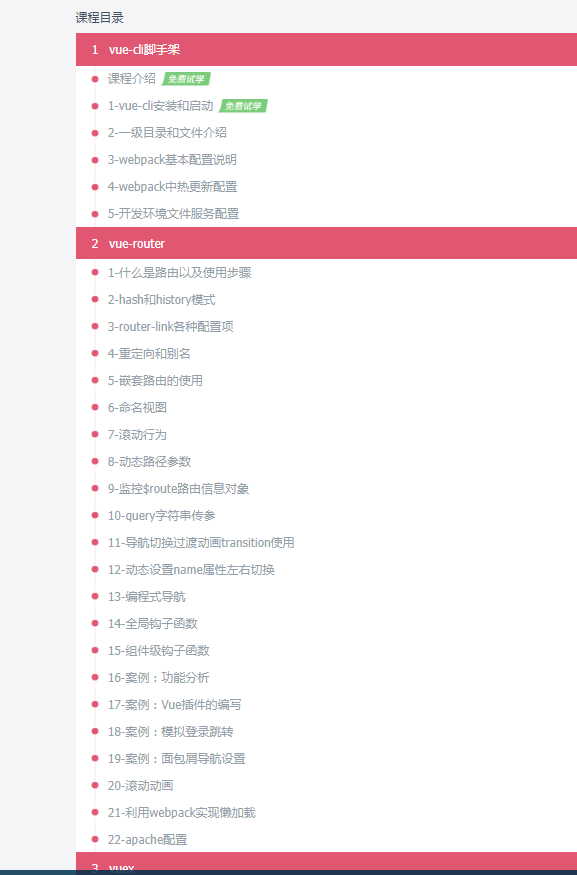 课程目录
1 vue-cli脚手架
课程介绍 免费试学
1-vue-cli安装和启动 免费试学
2-一级目录和文件介绍
3-webpack基本配置说明
4-webpack中热更新配置
5-开发环境文件服务配置
2 vue-router
1-什么是路由以及使用步骤
2-hash和history模式
3-router-link各种配置项
4-重定向和别名
5-嵌套路由的使用
6-命名视图
7-滚动行为
8-动态路径参数
9-监控$route路由信息对象
10-query字符串传参
11-导航切换过渡动画transition使用
12-动态设置name属性左右切换
13-编程式导航
14-全局钩子函数
15-组件级钩子函数
16-案例：功能分析
17-案例：Vue插件的编写
18-案例：模拟登录跳转
19-案例：面包屑导航设置
20-滚动动画
21-利用webpack实现懒加载
22-apache配置
3 vuex